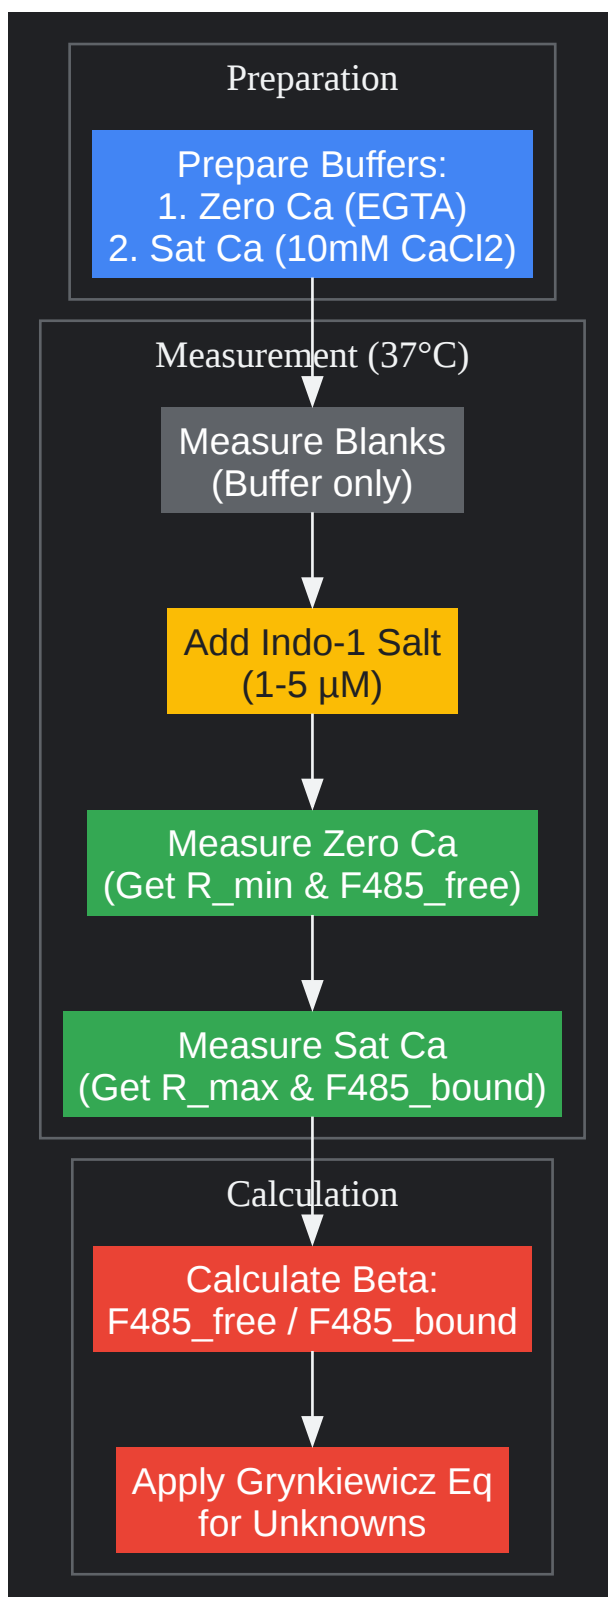 Preparation
Prepare Buffers:
1. Zero Ca (EGTA)
2. Sat Ca (10mM CaCl2)
Measurement (37°C)
Measure Blanks
(Buffer only)
Add Indo-1 Salt
(1-5 µM)
Measure Zero Ca
(Get R_min & F485_free)
Measure Sat Ca
(Get R_max & F485_bound)
Calculation
Calculate Beta:
F485_free / F485_bound
Apply Grynkiewicz Eq
for Unknowns